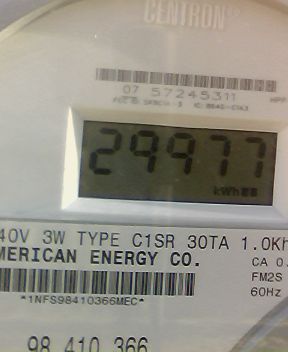 CENTRON®
07 57245311
29977
kWh
40V 3W TYPE C1SR 30TA 1.0Kh
MERICAN ENERGY CO.
CA 0.
FM2S
*1NFS98410366MEC*
60Hz
98 410 366